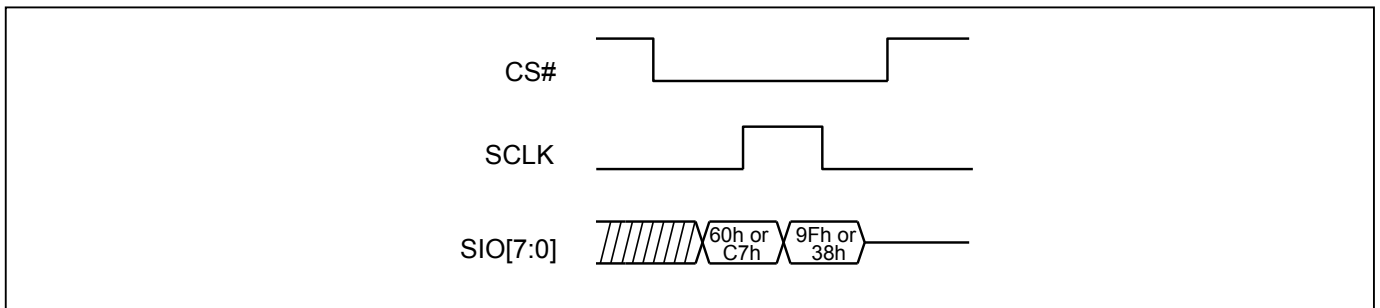 CS#
SCLK
SIO[7:0]
60h or
C7h
9Fh or
38h